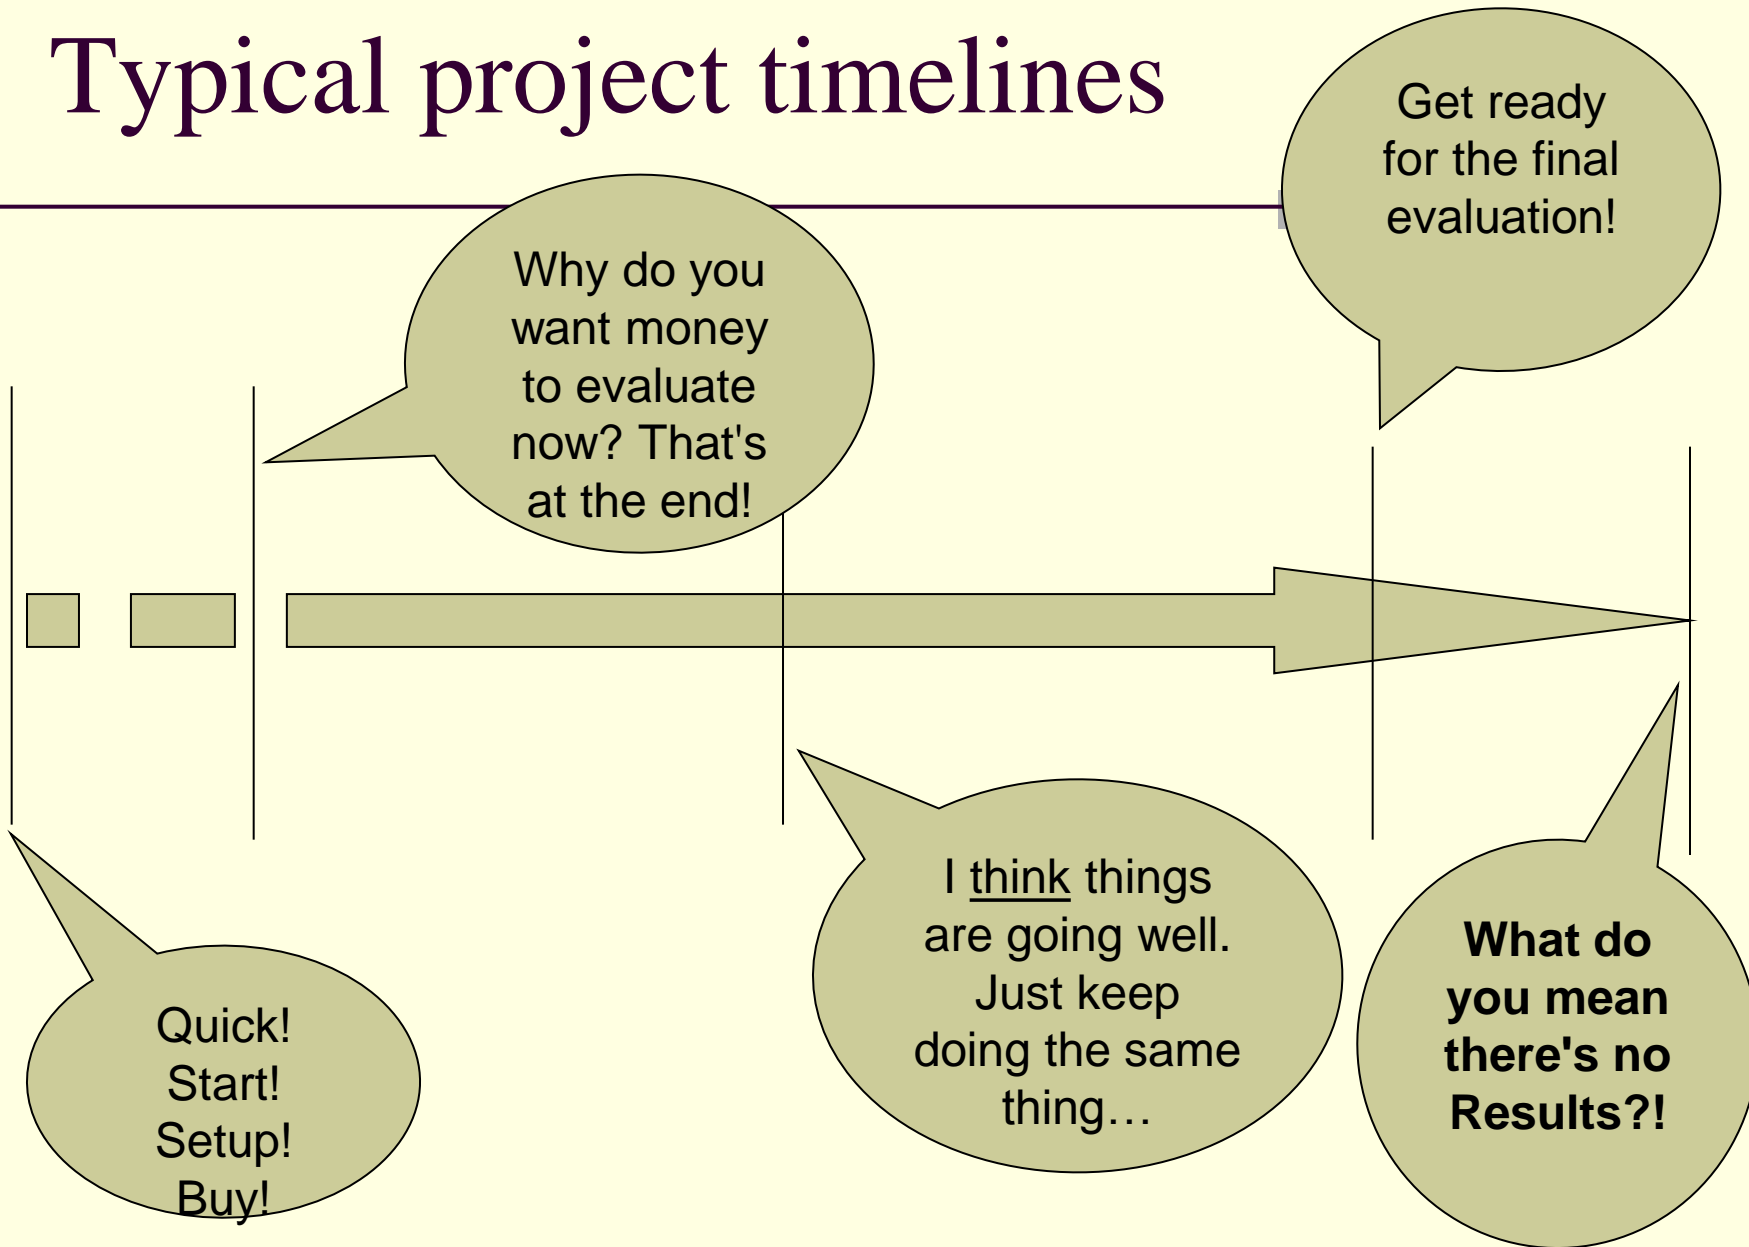 Typical project timelines
Get ready
for the final
evaluation!
Why do you
want money
to evaluate
now? That's
at the end!
I think things
are going well.
Just keep
doing the same
thing…
What do
you mean
there's no
Results?!
Quick!
Start!
Setup!
Buy!